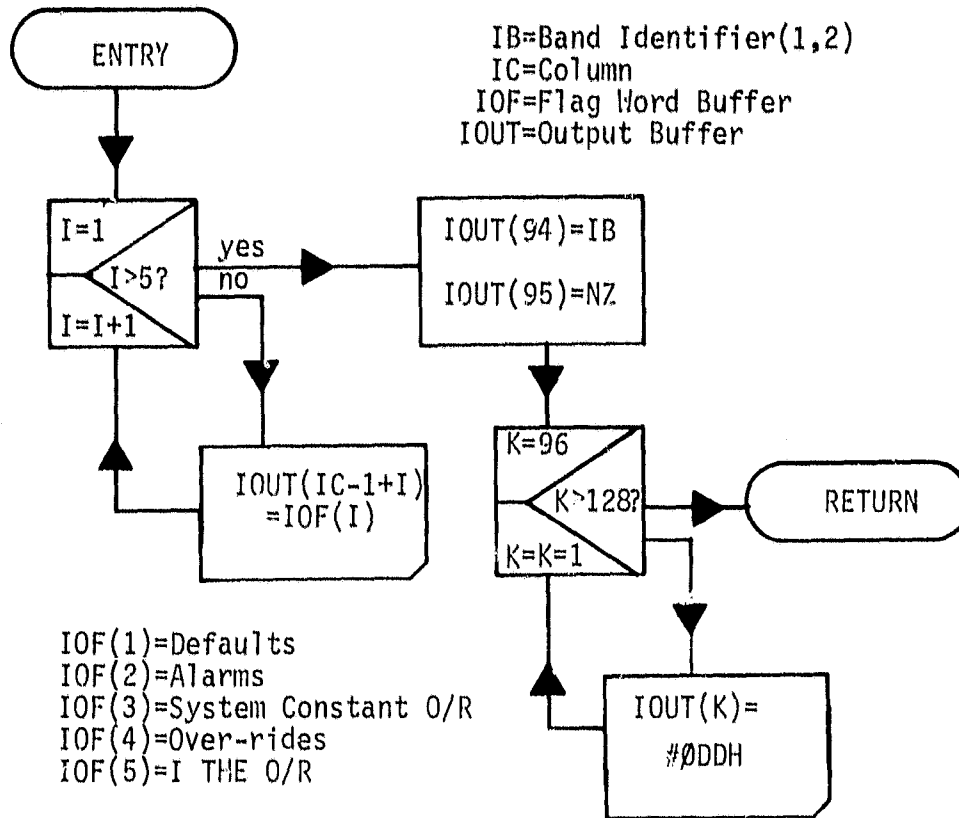 ENTRY
IB=Band Identifier(1,2)
IC=Column
IOF=Flag Word Buffer
IOUT=Output Buffer
I=1
I>5?
I=I+1
yes
no
IOUT(94)=IB
IOUT(95)=NZ
IOUT(IC-1+I)
=IOF(I)
K=96
K>128?
K=K=1
RETURN
IOUT(K)=
#ØDDH
IOF(1)=Defaults
IOF(2)=Alarms
IOF(3)=System Constant O/R
IOF(4)=Over-rides
IOF(5)=I THE O/R